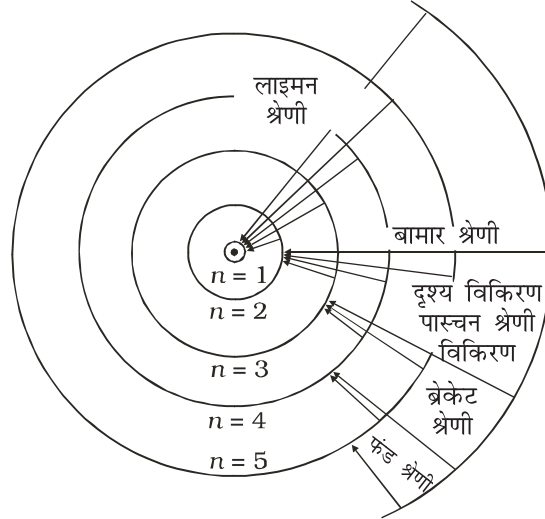 लाइमन
श्रेणी
बामार श्रेणी
n = 1
दृश्य विकिरण
n = 2
पास्चन श्रेणी
विकिरण
n = 3
ब्रेकेट
श्रेणी
n = 4
फंड श्रेणी
n = 5